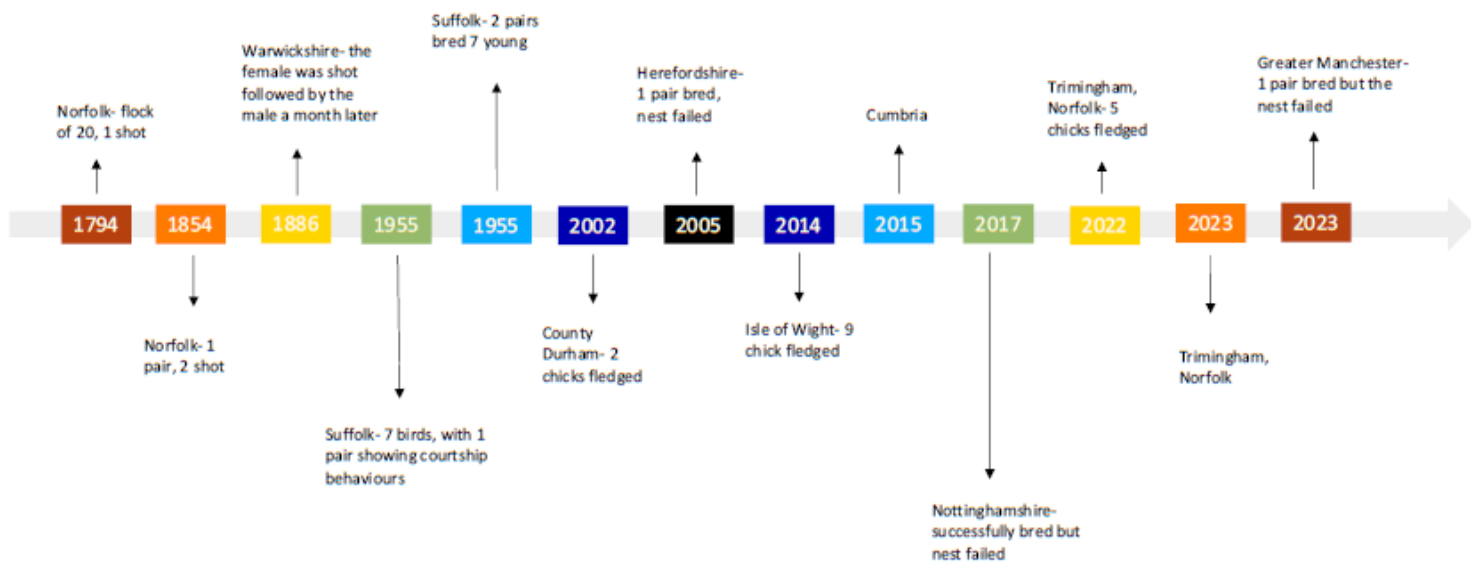 Suffolk- 2 pairs
bred 7 young
Warwickshire- the
female was shot
followed by the
male a month later
Greater Manchester-
1 pair bred but the
nest failed
Herefordshire-
1 pair bred,
nest failed
Trimingham,
Norfolk- 5
chicks fledged
Norfolk- flock
of 20, 1 shot
Cumbria
1794
1854
1886
1955
1955
2002
2005
2014
2015
2017
2022
2023
2023
Norfolk- 1
pair, 2 shot
County
Durham- 2
chicks fledged
Isle of Wight- 9
chick fledged
Trimingham,
Norfolk
Suffolk- 7 birds, with 1
pair showing courtship
behaviours
Nottinghamshire-
successfully bred but
nest failed